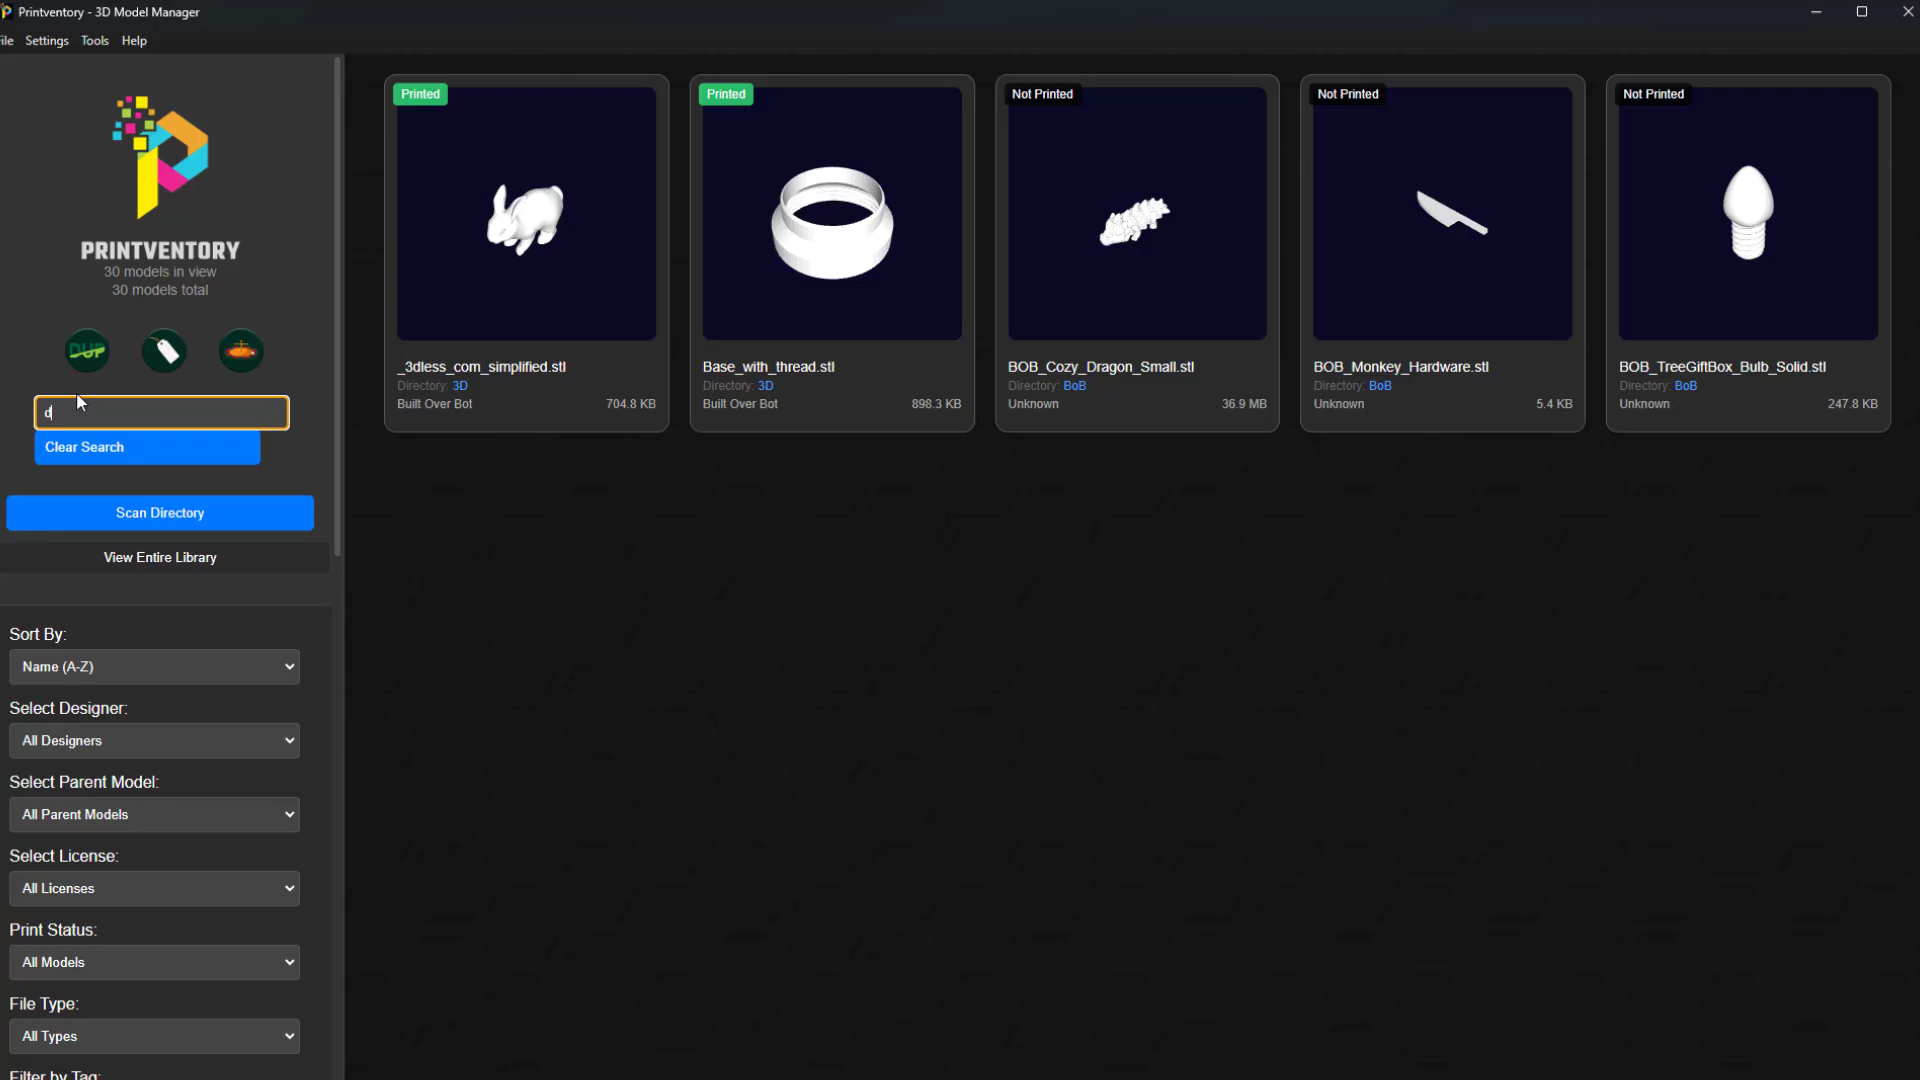 Printventory - 3D Model Manager
ile Settings Tools Help
DUP
PRINTVENTORY
30 models in view
30 models total
d
Clear Search
Scan Directory
View Entire Library
Sort By:
Name (A-Z)
Select Designer:
All Designers
Select Parent Model:
All Parent Models
Select License:
All Licenses
Print Status:
All Models
File Type:
All Types
Filter by Tag:
Printed
_3dless_com_simplified.stl
Directory: 3D
Built Over Bot 704.8 KB
Printed
Base_with_thread.stl
Directory: 3D
Built Over Bot 898.3 KB
Not Printed
BOB_Cozy_Dragon_Small.stl
Directory: BoB
Unknown 36.9 MB
Not Printed
BOB_Monkey_Hardware.stl
Directory: BoB
Unknown 5.4 KB
Not Printed
BOB_TreeGiftBox_Bulb_Solid.stl
Directory: BoB
Unknown 247.8 KB